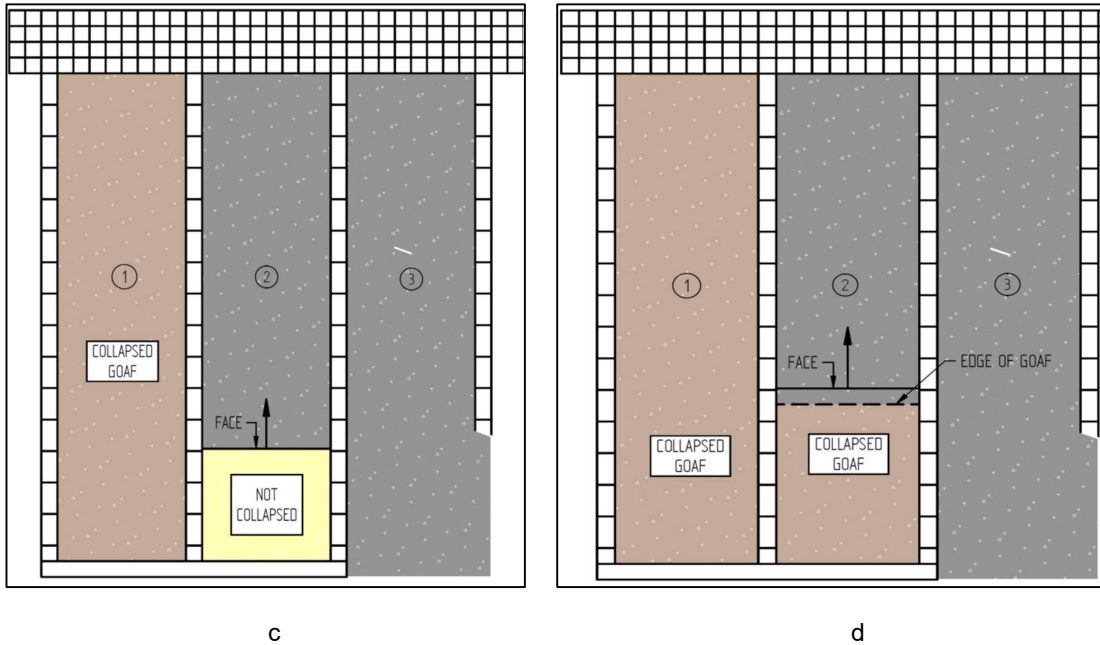 1
2
3
COLLAPSED
GOAF
FACE
NOT
COLLAPSED
c
1
2
3
FACE
EDGE OF GOAF
COLLAPSED
GOAF
COLLAPSED
GOAF
d